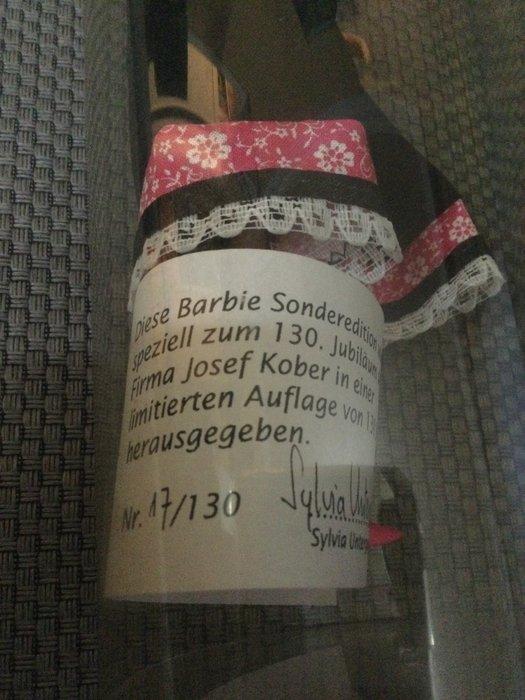 Diese Barbie Sonderedition
speziell zum 130. Jubiläum
Firma Josef Kober in einer
limitierten Auflage von
herausgegeben.
Nr. 17/130
Sylvia
Sylvia